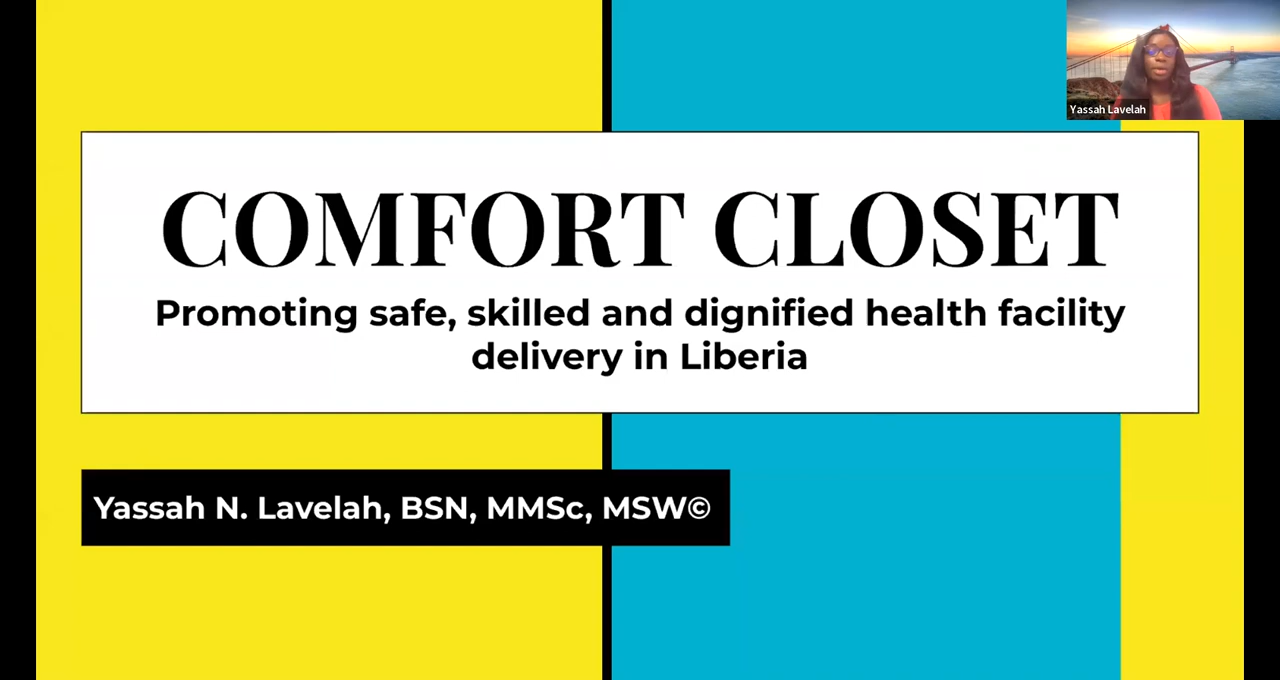 Yassah Lavelah
COMFORT CLOSET
Promoting safe, skilled and dignified health facility
delivery in Liberia
Yassah N. Lavelah, BSN, MMSc, MSW©